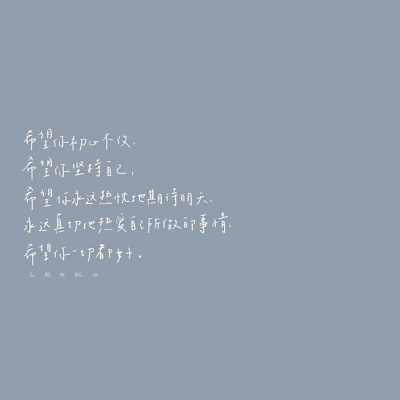 希望你初心不改.
希望你坚持自己,
希望你永远热忱地期待明天.
永远真切地热爱自己所做的事情.
希望你一切都好.